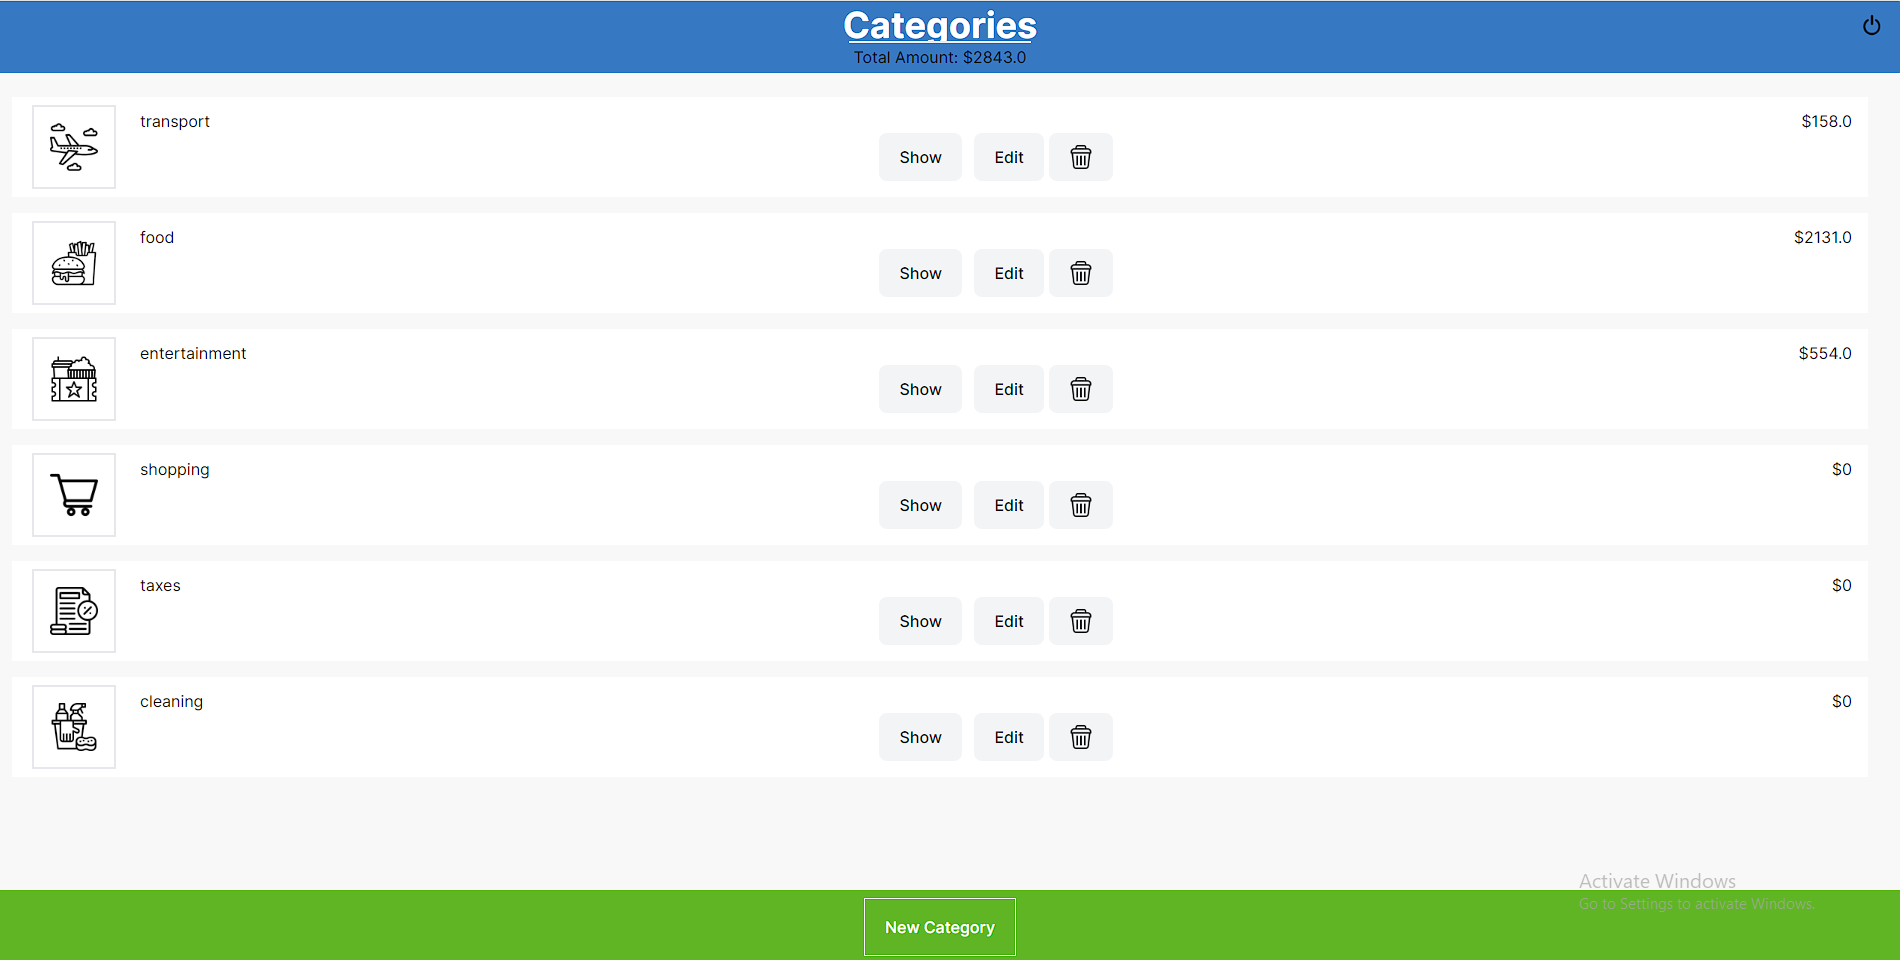 Categories
Total Amount: $2843.0
transport
$158.0
Show
Edit
food
$2131.0
Show
Edit
entertainment
$554.0
Show
Edit
shopping
$0
Show
Edit
taxes
$0
Show
Edit
cleaning
$0
Show
Edit
Activate Windows
Go to Settings to activate Windows.
New Category